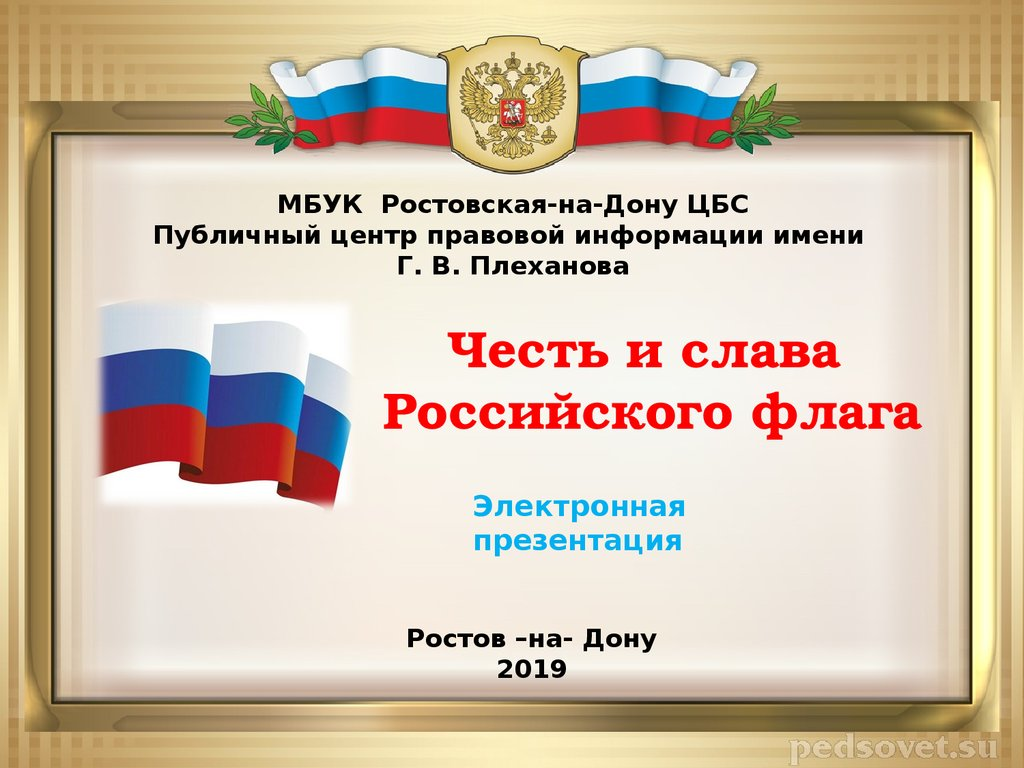 МБУК  Ростовская-на-Дону ЦБС
Публичный центр правовой информации имени
Г. В. Плеханова
Честь и слава
Российского флага
Электронная
презентация
Ростов –на- Дону
2019
pedsovet.su